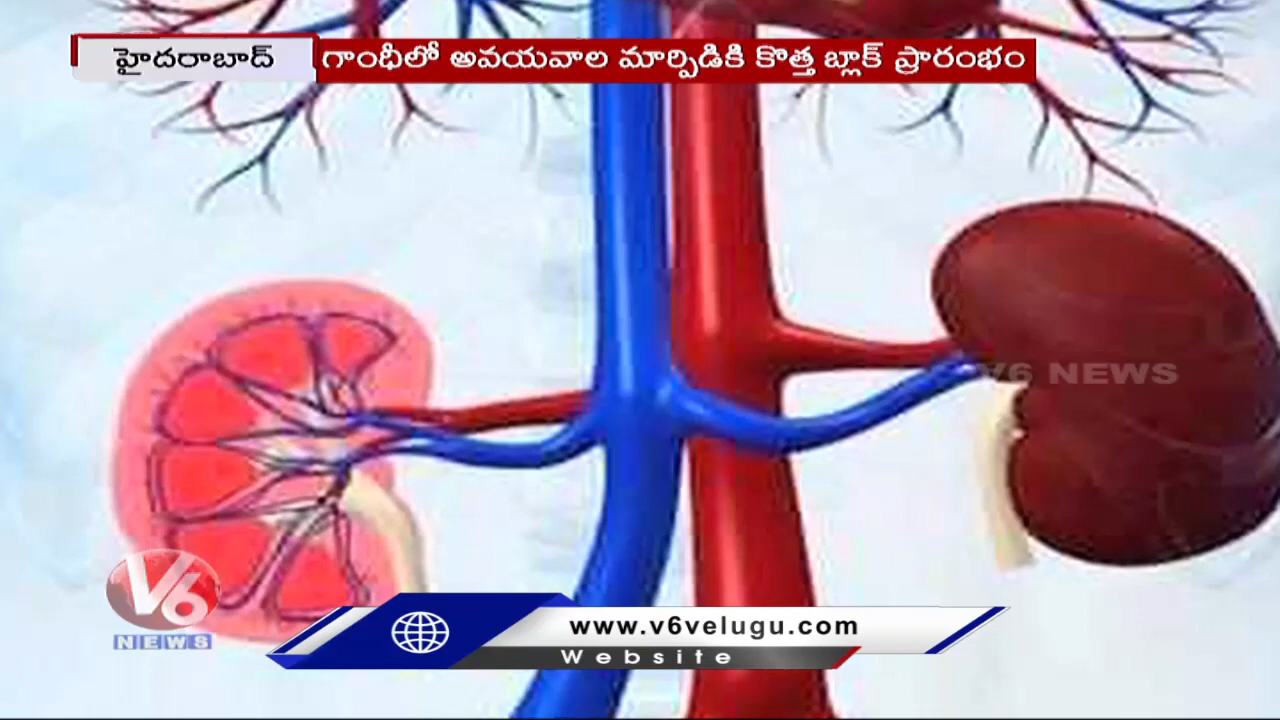 హైదరాబాద్
గాంధీలో అవయవాల మార్పిడికి కొత్త బ్లాక్ ప్రారంభం
V6 NEWS
V6
NEWS
www.v6velugu.com
Website